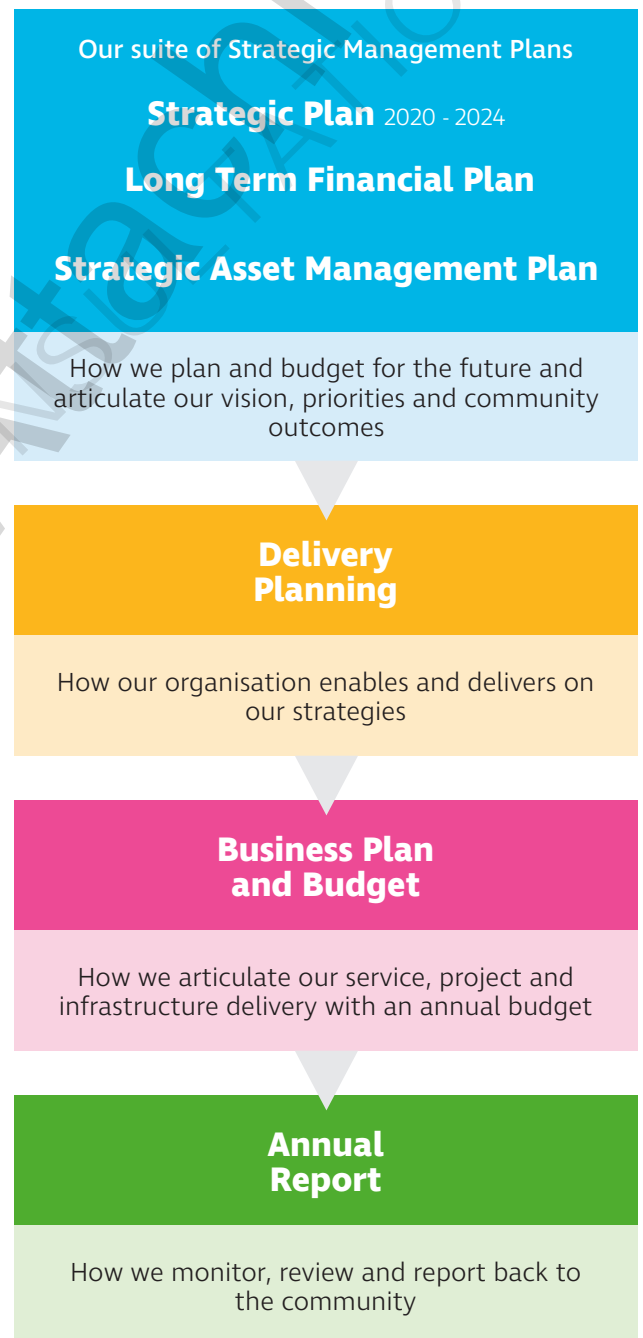 Our suite of Strategic Management Plans
Strategic Plan 2020 - 2024
Long Term Financial Plan
Strategic Asset Management Plan
How we plan and budget for the future and
articulate our vision, priorities and community
outcomes
Delivery
Planning
How our organisation enables and delivers on
our strategies
Business Plan
and Budget
How we articulate our service, project and
infrastructure delivery with an annual budget
Annual
Report
How we monitor, review and report back to
the community